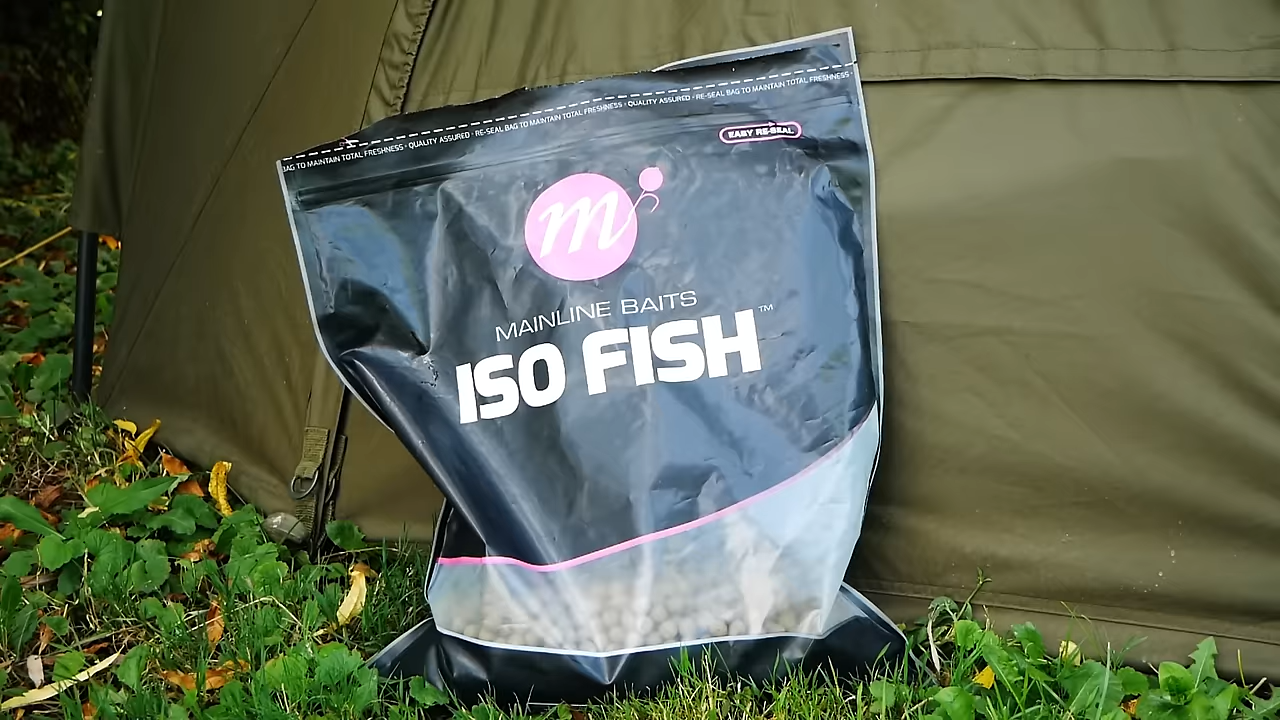 BAG TO MAINTAIN TOTAL FRESHNESS • QUALITY ASSURED • RE-SEAL BAG TO MAINTAIN TOTAL FRESHNESS • QUALITY ASSURED • RE-SEAL BAG TO MAINTAIN TOTAL FRESHNESS •
EASY RE-SEAL
m
MAINLINE BAITS
ISO FISH™